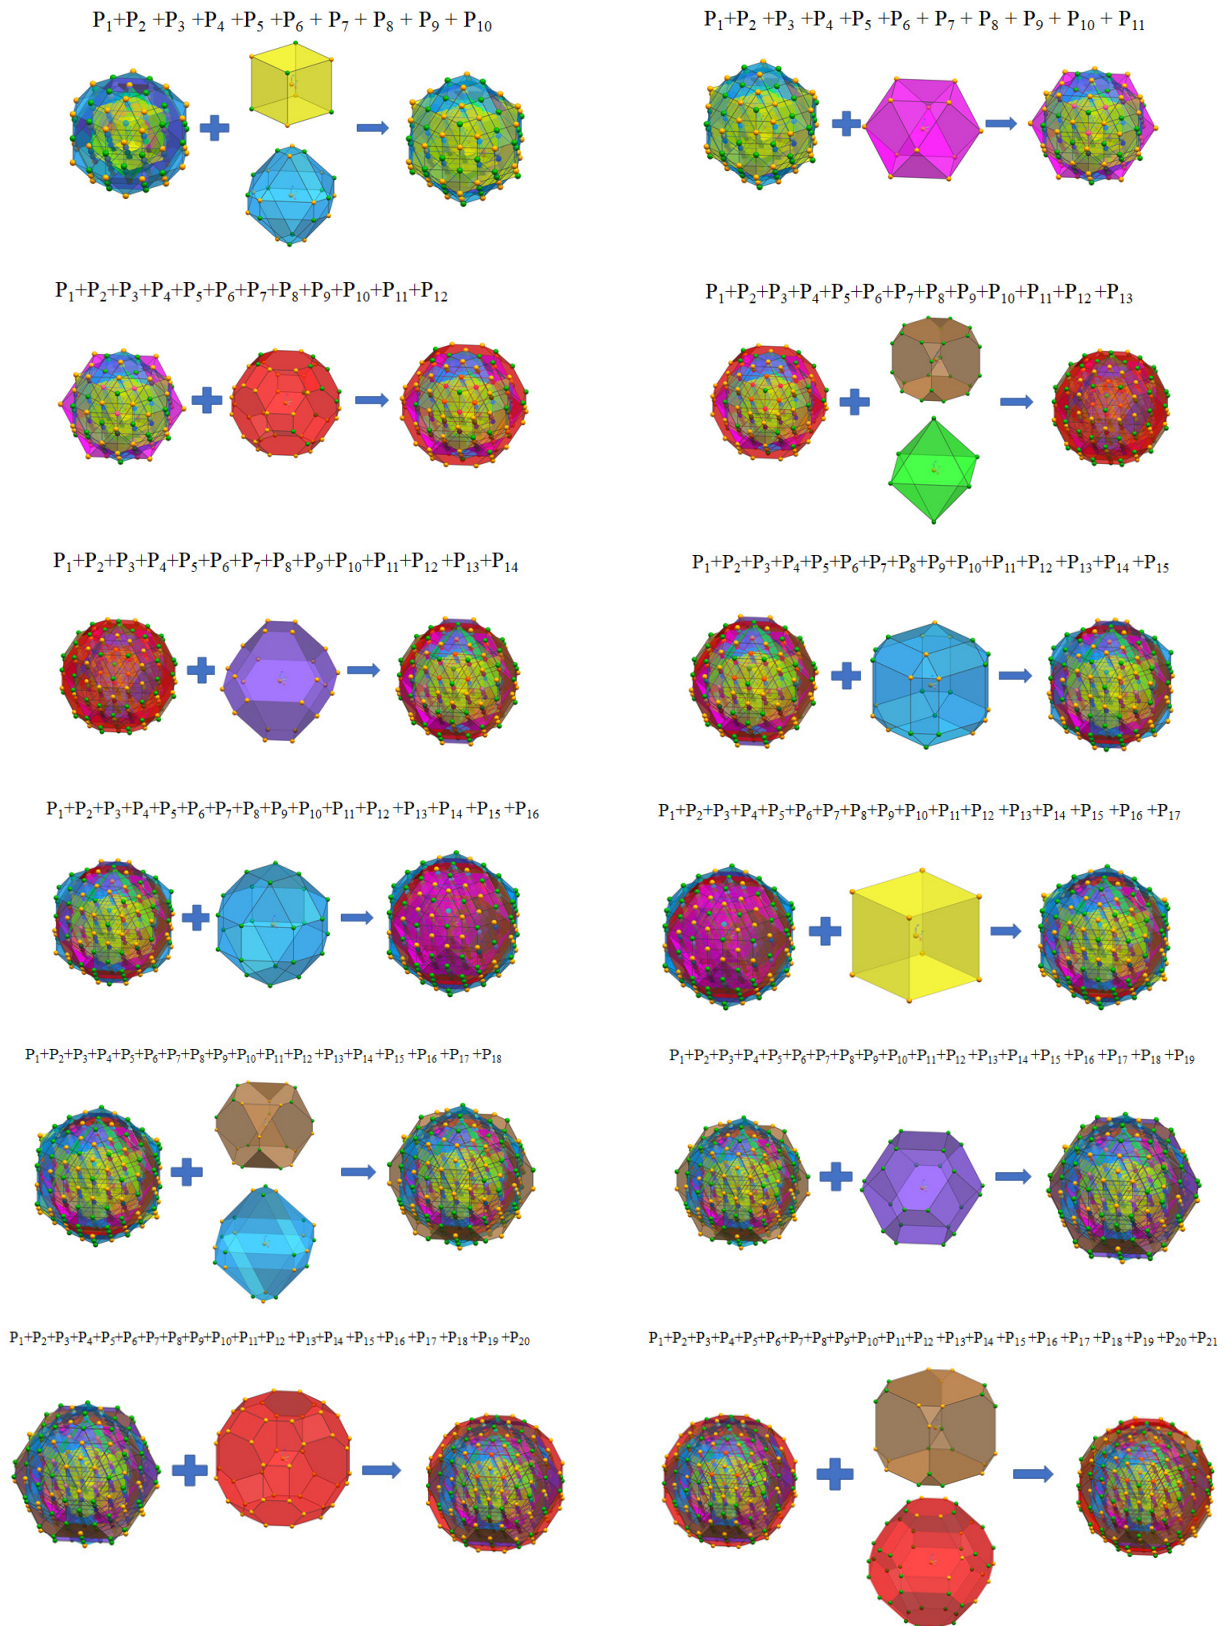 P₁+P₂ +P₃ +P₄ +P₅ +P₆ + P₇ + P₈ + P₉ + P₁₀
P₁+P₂ +P₃ +P₄ +P₅ +P₆ + P₇ + P₈ + P₉ + P₁₀ + P₁₁
P₁+P₂+P₃+P₄+P₅+P₆+P₇+P₈+P₉+P₁₀+P₁₁+P₁₂
P₁+P₂+P₃+P₄+P₅+P₆+P₇+P₈+P₉+P₁₀+P₁₁+P₁₂ +P₁₃
P₁+P₂+P₃+P₄+P₅+P₆+P₇+P₈+P₉+P₁₀+P₁₁+P₁₂ +P₁₃+P₁₄
P₁+P₂+P₃+P₄+P₅+P₆+P₇+P₈+P₉+P₁₀+P₁₁+P₁₂ +P₁₃+P₁₄ +P₁₅
P₁+P₂+P₃+P₄+P₅+P₆+P₇+P₈+P₉+P₁₀+P₁₁+P₁₂ +P₁₃+P₁₄ +P₁₅ +P₁₆
P₁+P₂+P₃+P₄+P₅+P₆+P₇+P₈+P₉+P₁₀+P₁₁+P₁₂ +P₁₃+P₁₄ +P₁₅ +P₁₆ +P₁₇
P₁+P₂+P₃+P₄+P₅+P₆+P₇+P₈+P₉+P₁₀+P₁₁+P₁₂ +P₁₃+P₁₄ +P₁₅ +P₁₆ +P₁₇ +P₁₈
P₁+P₂+P₃+P₄+P₅+P₆+P₇+P₈+P₉+P₁₀+P₁₁+P₁₂ +P₁₃+P₁₄ +P₁₅ +P₁₆ +P₁₇ +P₁₈ +P₁₉
P₁+P₂+P₃+P₄+P₅+P₆+P₇+P₈+P₉+P₁₀+P₁₁+P₁₂ +P₁₃+P₁₄ +P₁₅ +P₁₆ +P₁₇ +P₁₈ +P₁₉ +P₂₀
P₁+P₂+P₃+P₄+P₅+P₆+P₇+P₈+P₉+P₁₀+P₁₁+P₁₂ +P₁₃+P₁₄ +P₁₅ +P₁₆ +P₁₇ +P₁₈ +P₁₉ +P₂₀ +P₂₁